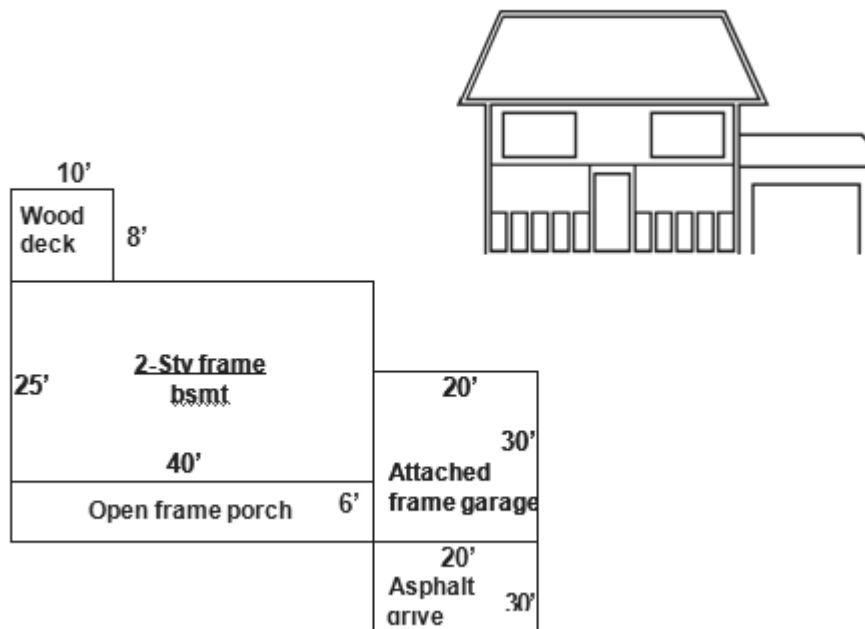 10'
Wood
deck
8'
2-Sty frame
bsmt
25'
40'
Open frame porch
6'
20'
30'
Attached
frame garage
20'
Asphalt
drive
30'